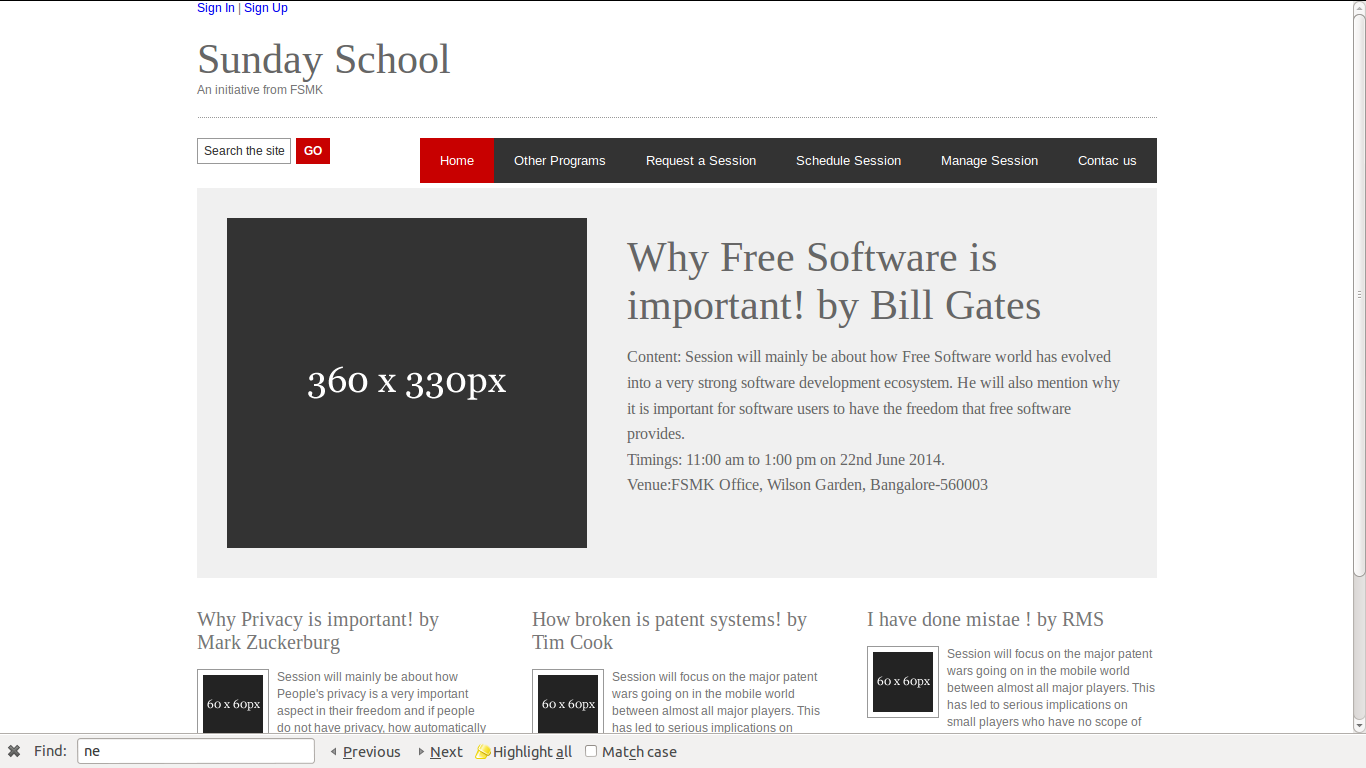 Sign In | Sign Up
Sunday School
An initiative from FSMK
Search the site GO
Home Other Programs Request a Session Schedule Session Manage Session Contac us
360 x 330px
Why Free Software is
important! by Bill Gates
Content: Session will mainly be about how Free Software world has evolved
into a very strong software development ecosystem. He will also mention why
it is important for software users to have the freedom that free software
provides.
Timings: 11:00 am to 1:00 pm on 22nd June 2014.
Venue:FSMK Office, Wilson Garden, Bangalore-560003
Why Privacy is important! by
Mark Zuckerburg
60 x 60px
Session will mainly be about how
People's privacy is a very important
aspect in their freedom and if people
do not have privacy, how automatically
How broken is patent systems! by
Tim Cook
60 x 60px
Session will focus on the major patent
wars going on in the mobile world
between almost all major players. This
has led to serious implications on
I have done mistae ! by RMS
60 x 60px
Session will focus on the major patent
wars going on in the mobile world
between almost all major players. This
has led to serious implications on
small players who have no scope of
Find: ne Previous Next Highlight all Match case